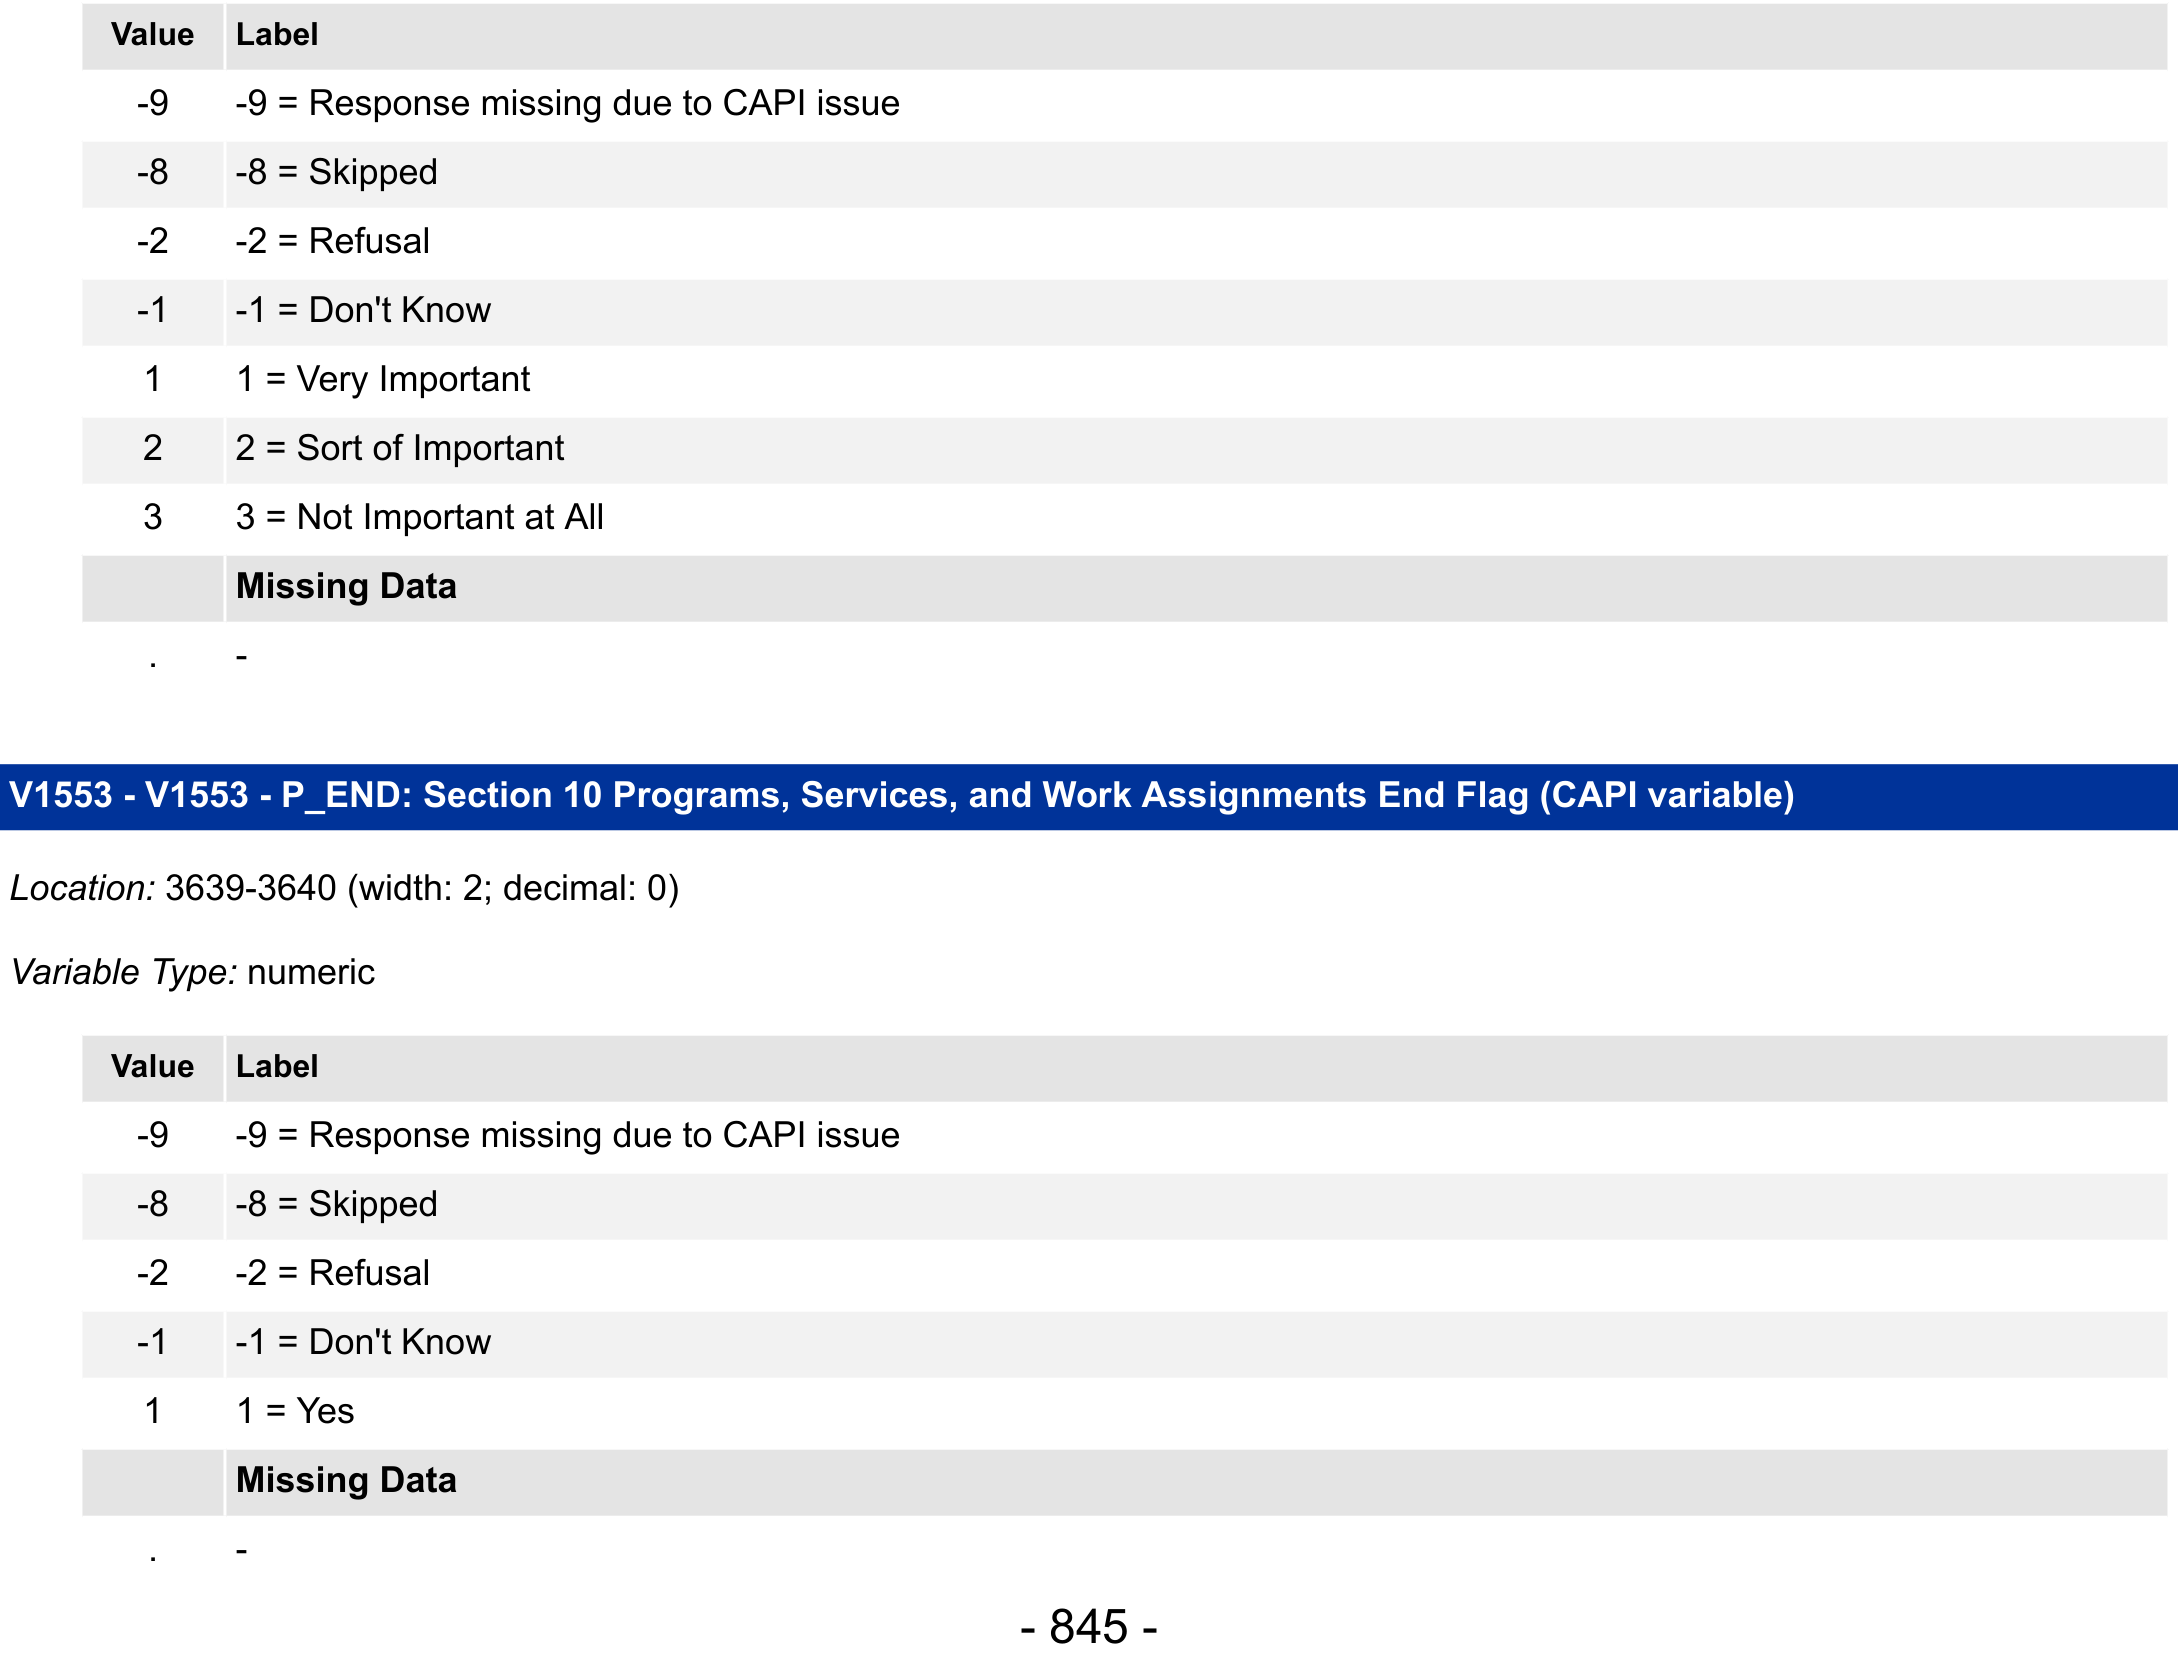 Value Label
-9 -9 = Response missing due to CAPI issue
-8 -8 = Skipped
-2 -2 = Refusal
-1 -1 = Don't Know
1 1 = Very Important
2 2 = Sort of Important
3 3 = Not Important at All
Missing Data
. -
V1553 - V1553 - P_END: Section 10 Programs, Services, and Work Assignments End Flag (CAPI variable)
Location: 3639-3640 (width: 2; decimal: 0)
Variable Type: numeric
Value Label
-9 -9 = Response missing due to CAPI issue
-8 -8 = Skipped
-2 -2 = Refusal
-1 -1 = Don't Know
1 1 = Yes
Missing Data
. -
- 845 -